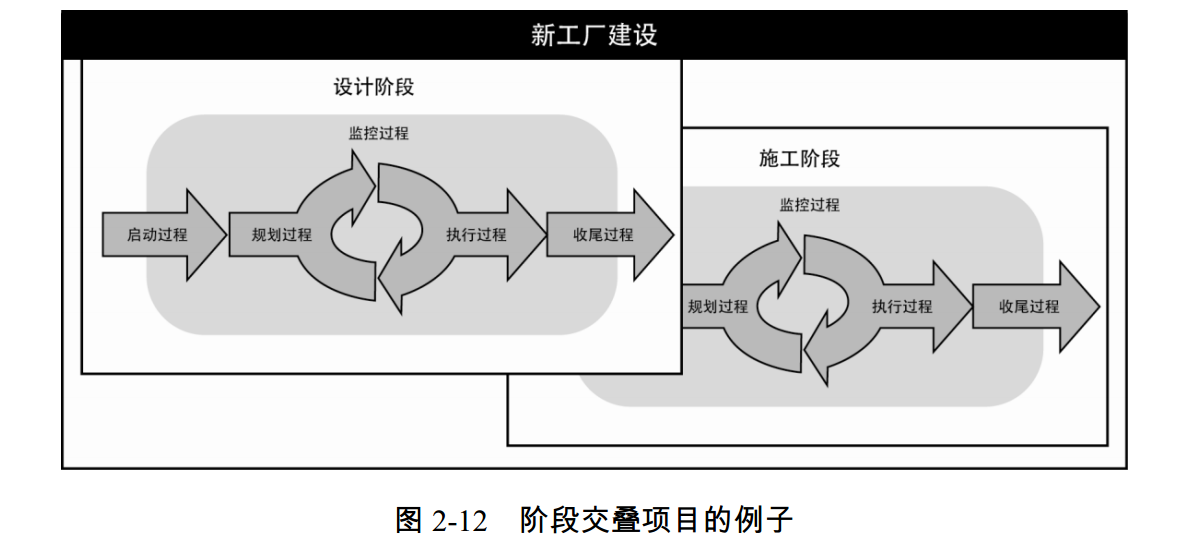 新工厂建设
设计阶段
监控过程
启动过程
规划过程
执行过程
收尾过程
施工阶段
监控过程
规划过程
执行过程
收尾过程
图 2-12 阶段交叠项目的例子